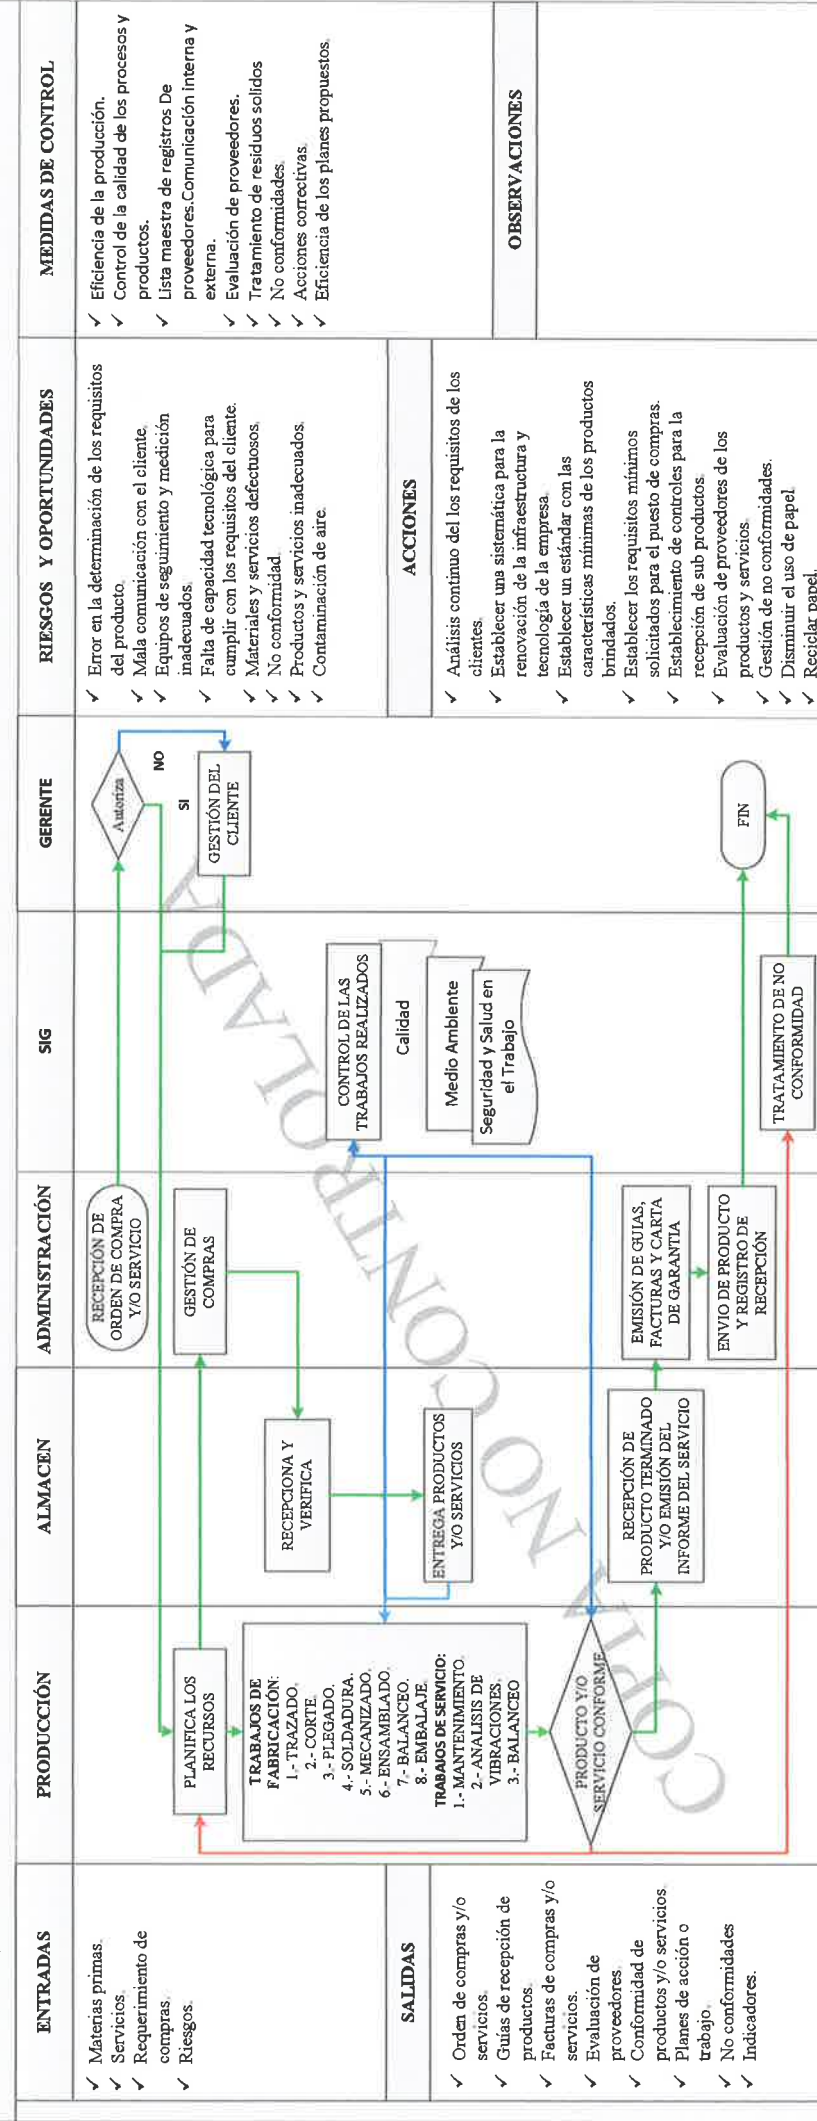 ENTRADAS
✓ Materias primas.
✓ Servicios.
✓ Requerimiento de
compras.
✓ Riesgos.
SALIDAS
✓ Orden de compras y/o
servicios.
✓ Guías de recepción de
productos.
✓ Facturas de compras y/o
servicios.
✓ Evaluación de
proveedores.
✓ Conformidad de
productos y/o servicios.
✓ Planes de acción o
trabajo.
✓ No conformidades
✓ Indicadores.
PRODUCCIÓN
PLANIFICA LOS
RECURSOS
TRABAJOS DE
FABRICACIÓN:
1.- TRAZADO.
2.- CORTE.
3.- PLEGADO.
4.- SOLDADURA.
5.- MECANIZADO.
6.- ENSAMBLADO.
7.- BALANCEO.
8.- EMBALAJE.
TRABAJOS DE SERVICIO:
1.- MANTENIMIENTO.
2.- ANALISIS DE
VIBRACIONES.
3.- BALANCEO
PRODUCTO Y/O
SERVICIO CONFORME
ALMACEN
RECEPCIONA Y
VERIFICA
ENTREGA PRODUCTOS
Y/O SERVICIOS
RECEPCIÓN DE
PRODUCTO TERMINADO
Y/O EMISIÓN DEL
INFORME DEL SERVICIO
ADMINISTRACIÓN
RECEPCIÓN DE
ORDEN DE COMPRA
Y/O SERVICIO
GESTIÓN DE
COMPRAS
EMISIÓN DE GUIAS,
FACTURAS Y CARTA
DE GARANTIA
ENVIO DE PRODUCTO
Y REGISTRO DE
RECEPCIÓN
SIG
CONTROL DE LAS
TRABAJOS REALIZADOS
Calidad
Medio Ambiente
Seguridad y Salud en
el Trabajo
TRATAMIENTO DE NO
CONFORMIDAD
GERENTE
Autoriza
NO
SI
GESTIÓN DEL
CLIENTE
FIN
RIESGOS Y OPORTUNIDADES
✓ Error en la determinación de los requisitos
del producto.
✓ Mala comunicación con el cliente.
✓ Equipos de seguimiento y medición
inadecuados.
✓ Falta de capacidad tecnológica para
cumplir con los requisitos del cliente.
✓ Materiales y servicios defectuosos.
✓ No conformidad.
✓ Productos y servicios inadecuados.
✓ Contaminación de aire.
ACCIONES
✓ Análisis continuo del los requisitos de los
clientes.
✓ Establecer una sistemática para la
renovación de la infraestructura y
tecnología de la empresa.
✓ Establecer un estándar con las
características mínimas de los productos
brindados.
✓ Establecer los requisitos mínimos
solicitados para el puesto de compras.
✓ Establecimiento de controles para la
recepción de sub productos.
✓ Evaluación de proveedores de los
productos y servicios.
✓ Gestión de no conformidades.
✓ Disminuir el uso de papel.
✓ Reciclar papel.
MEDIDAS DE CONTROL
✓ Eficiencia de la producción.
✓ Control de la calidad de los procesos y
productos.
✓ Lista maestra de registros De
proveedores.Comunicación interna y
externa.
✓ Evaluación de proveedores.
✓ Tratamiento de residuos solidos
✓ No conformidades.
✓ Acciones correctivas.
✓ Eficiencia de los planes propuestos.
OBSERVACIONES
COPIA NO CONTROLADA